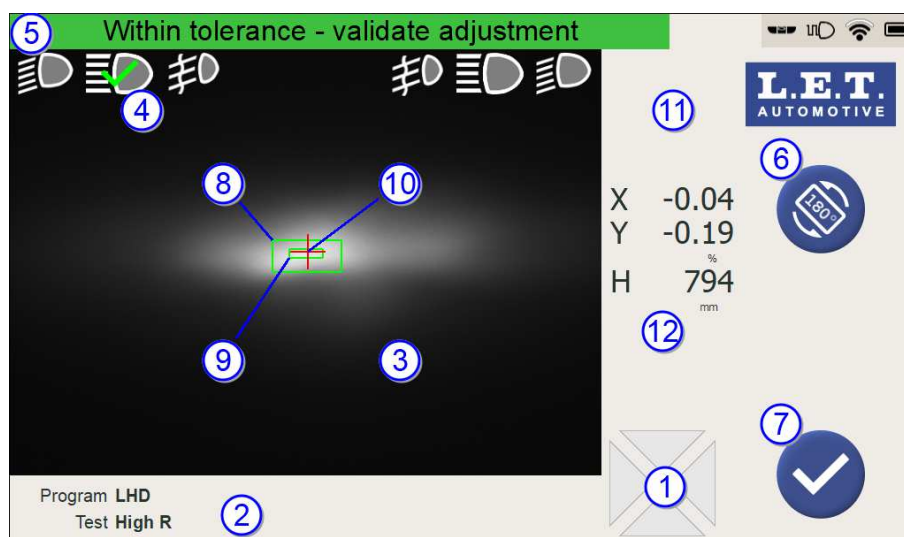 Within tolerance - validate adjustment
5
4
11
L.E.T.
AUTOMOTIVE
6
180°
8
10
X -0.04
Y -0.19
%
H 794
mm
12
9
3
7
1
Program LHD
Test High R
2